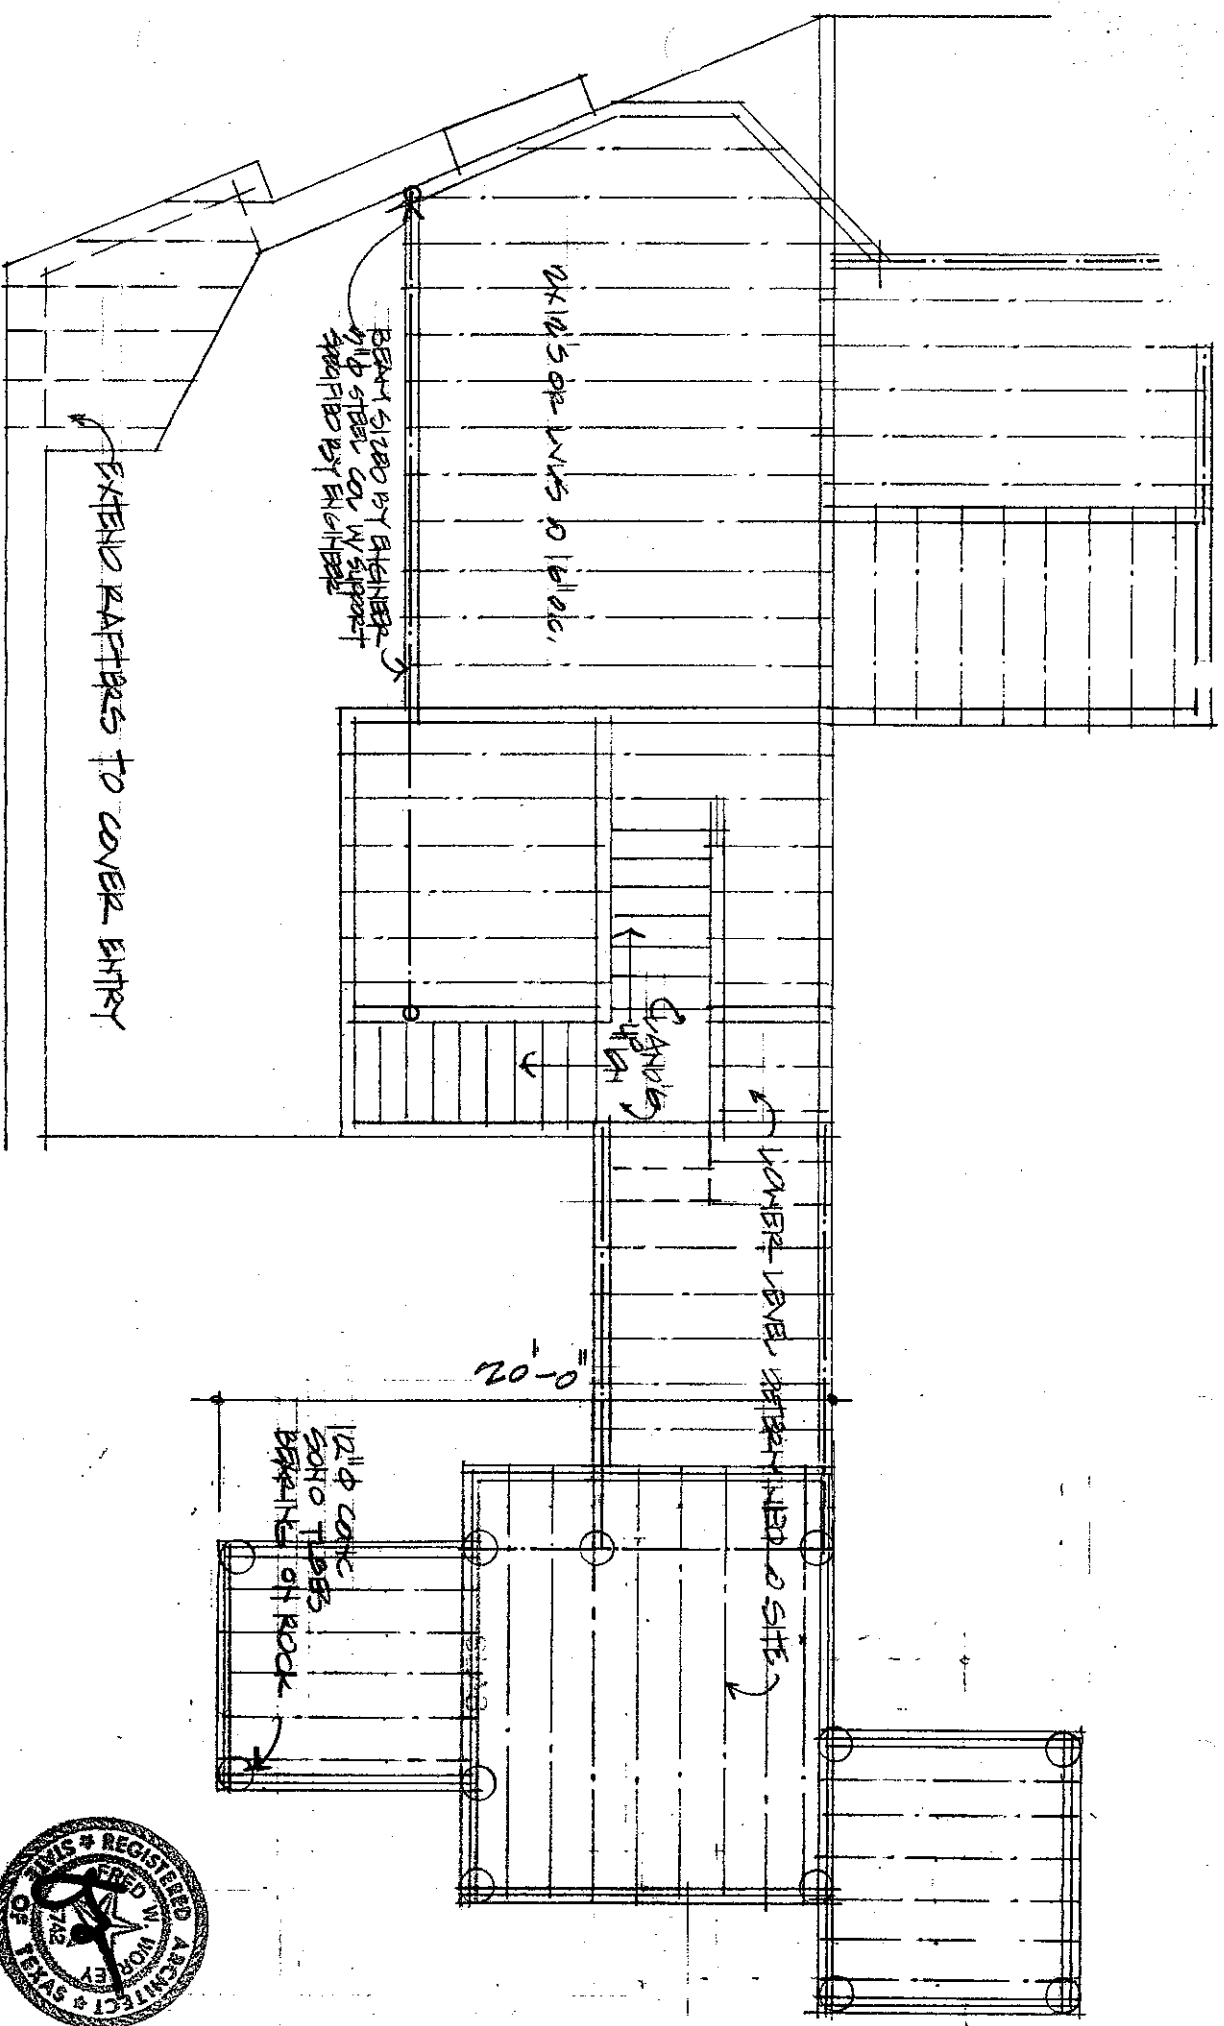 2X12'S OR LVL'S @ 16" O.C.
BEAM SIZED BY ENGINEER
STEEL COL W/ SUPPORT
SPECIFIED BY ENGINEER
EXTEND RAFTERS TO COVER ENTRY
LAND'G
LOWER LEVEL DETERMINED @ SITE
20'-0"
12"Φ CONC
SONO TUBES
BEARING ON ROCK
REGISTERED ARCHITECT
STATE OF TEXAS
FRED W. WORLEY